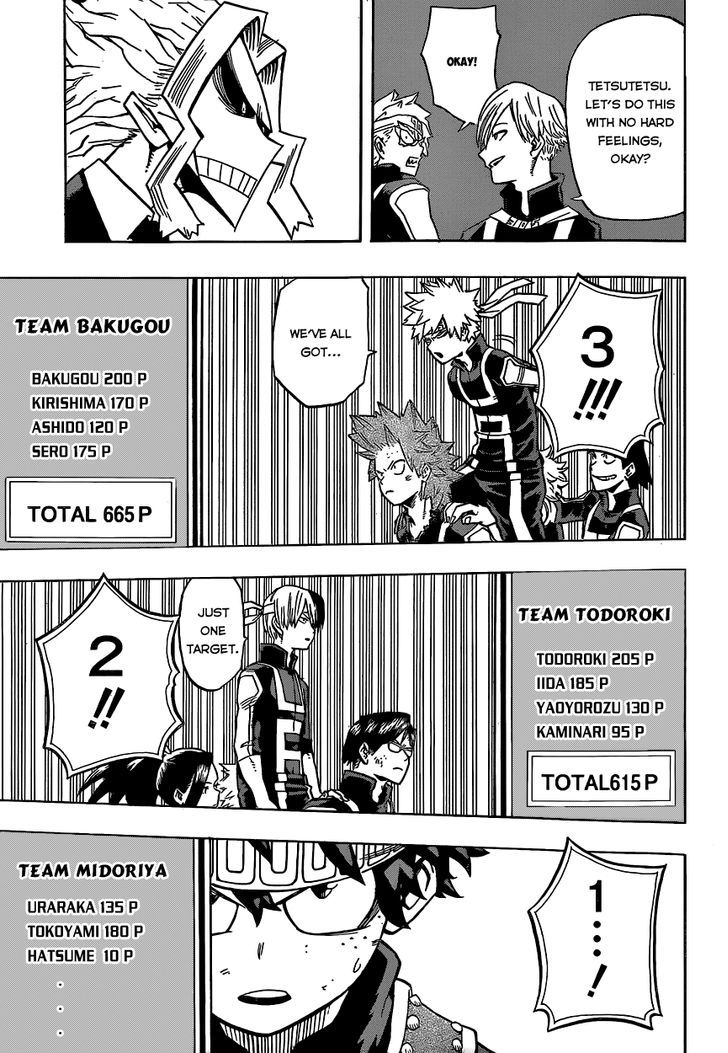 TETSUTETSU.
LET'S DO THIS
WITH NO HARD
FEELINGS,
OKAY?
OKAY!
3
!!!
WE'VE ALL
GOT...
TEAM BAKUGOU
BAKUGOU 200 P
KIRISHIMA 170 P
ASHIDO 120 P
SERO 175 P
TOTAL 665 P
TEAM TODOROKI
TODOROKI 205 P
IIDA 185 P
YAOYOROZU 130 P
KAMINARI 95 P
TOTAL 615 P
JUST
ONE
TARGET.
2
!!
1
...
!
TEAM MIDORIYA
URARAKA 135 P
TOKOYAMI 180 P
HATSUME 10 P
.
.
.